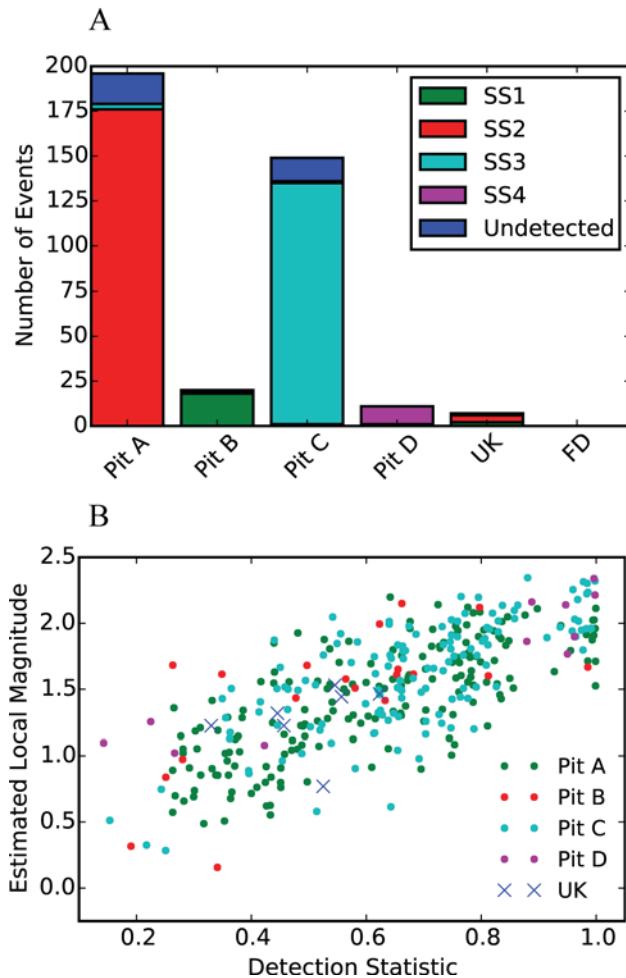 A
200
175
150
125
100
75
50
25
0
Number of Events
SS1
SS2
SS3
SS4
Undetected
Pit A
Pit B
Pit C
Pit D
UK
FD
B
2.5
2.0
1.5
1.0
0.5
0.0
Estimated Local Magnitude
Pit A
Pit B
Pit C
Pit D
UK
0.2
0.4
0.6
0.8
1.0
Detection Statistic